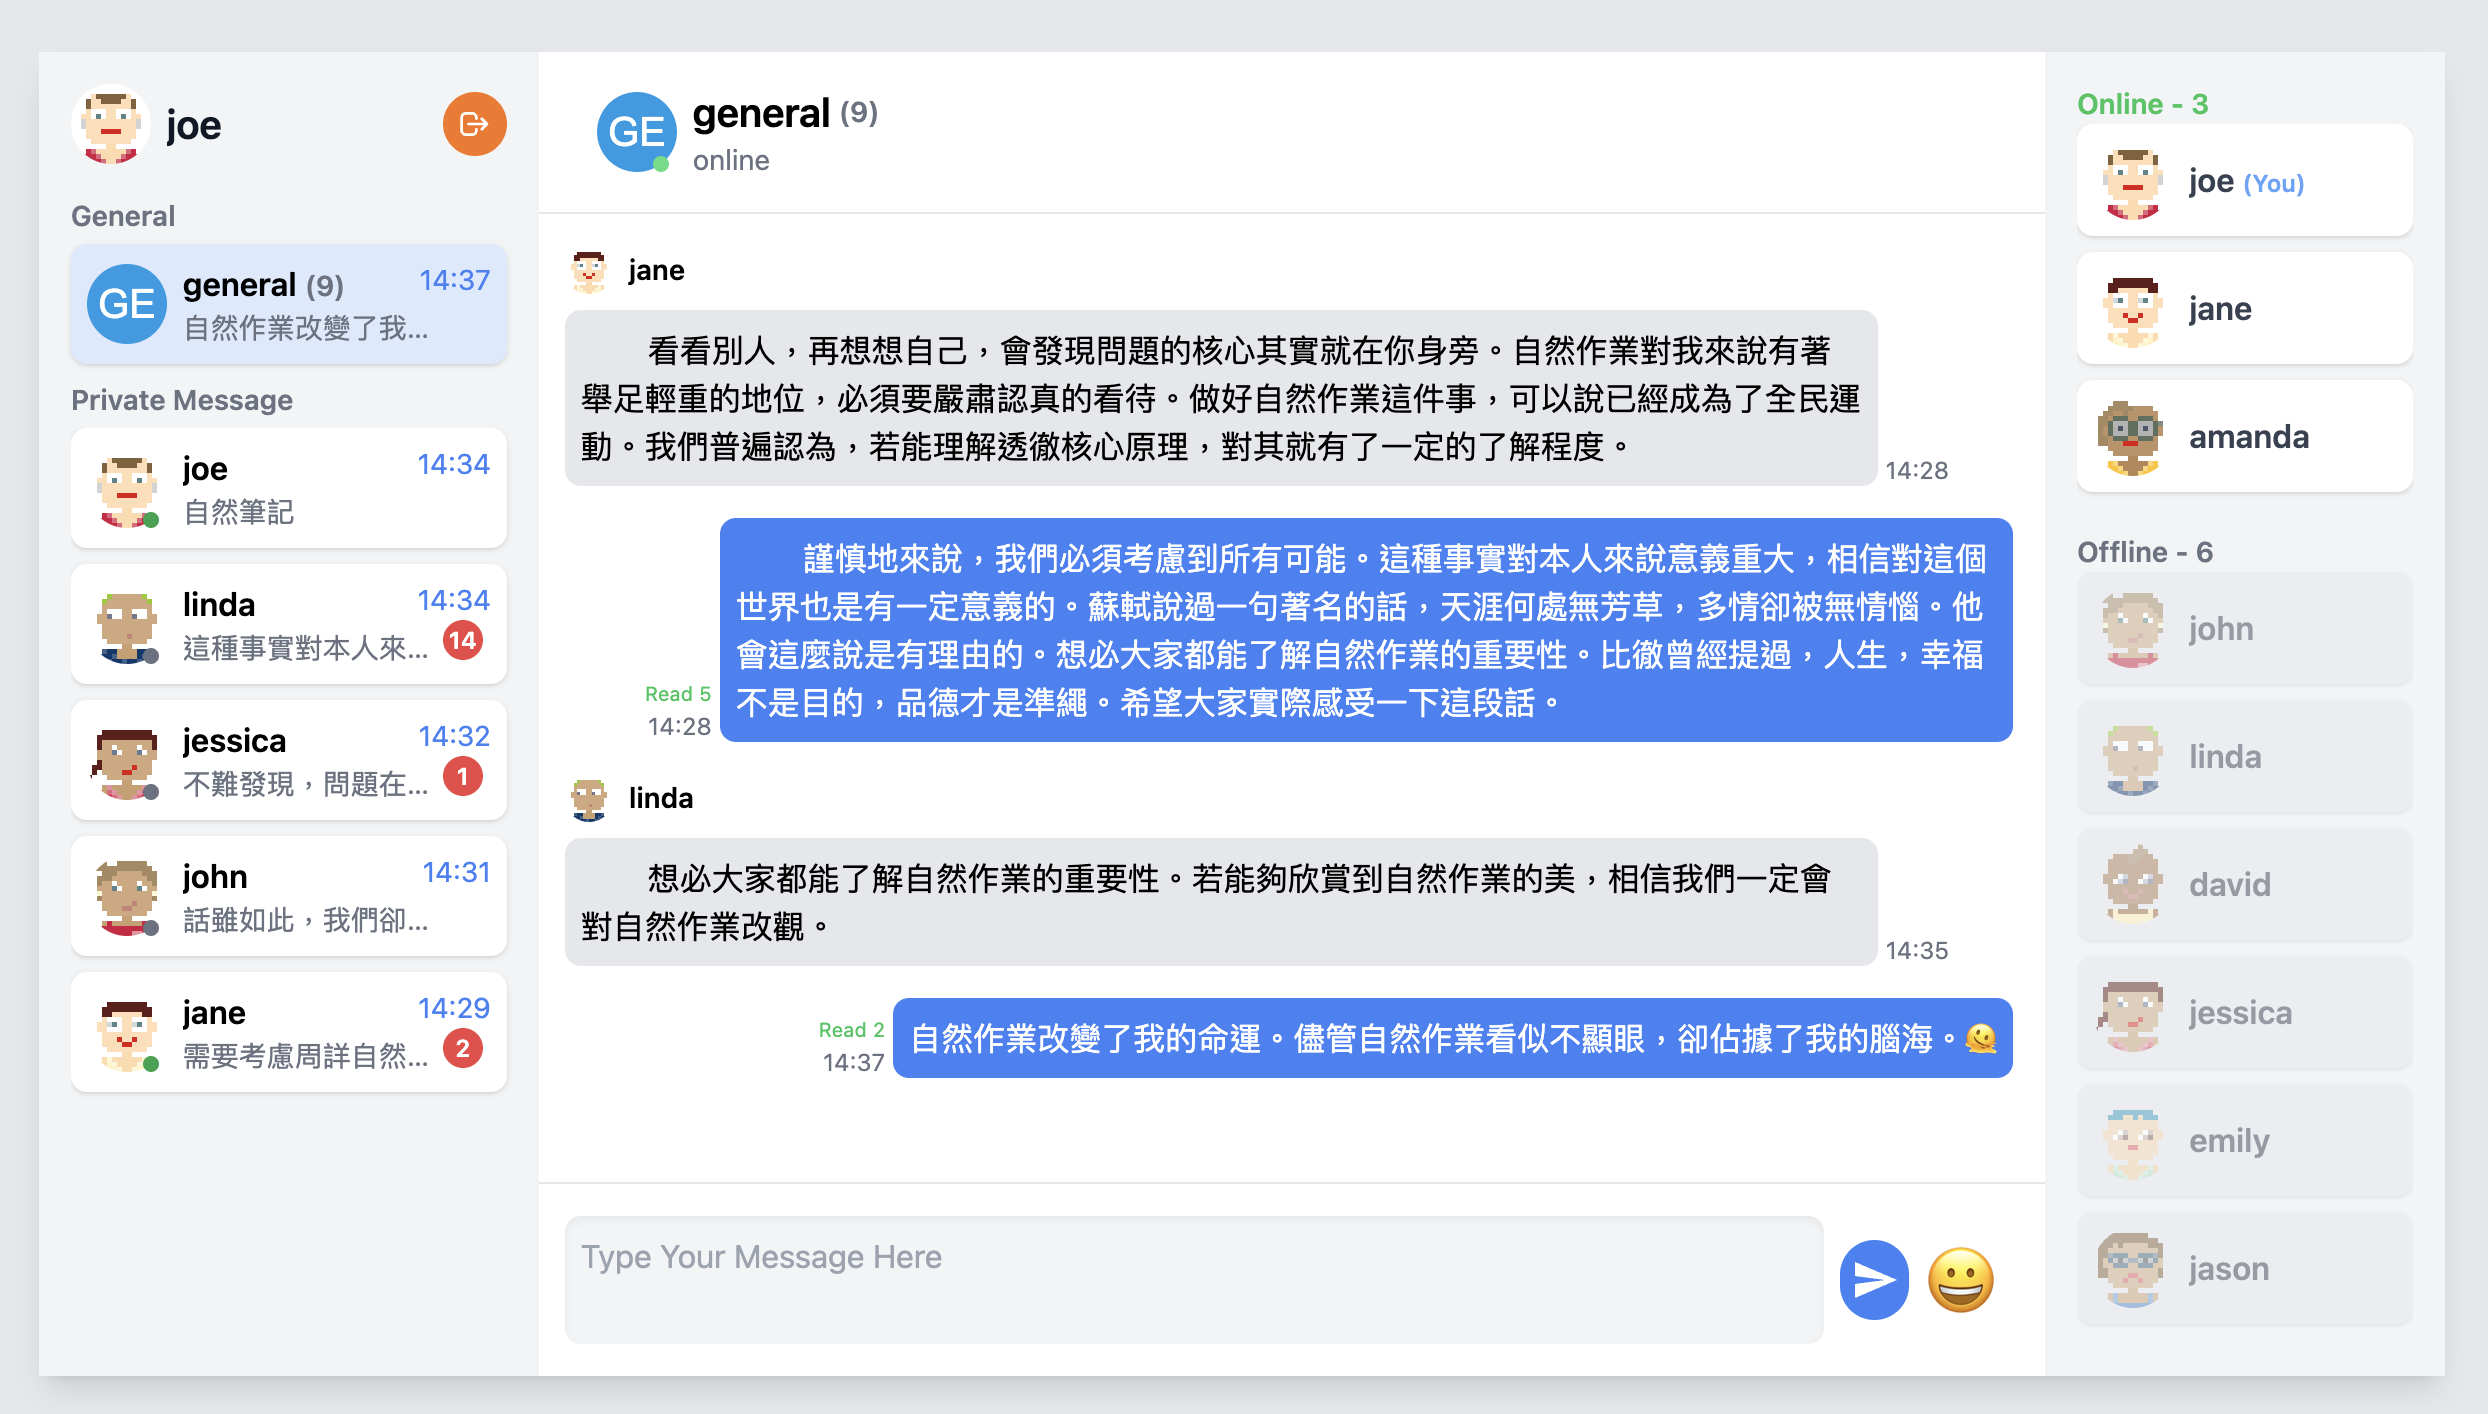 joe
General
GE
general (9)
14:37
自然作業改變了我...
Private Message
joe
14:34
自然筆記
linda
14:34
這種事實對本人來...
14
jessica
14:32
不難發現，問題在...
1
john
14:31
話雖如此，我們卻...
jane
14:29
需要考慮周詳自然...
2
GE
general (9)
online
jane
看看別人，再想想自己，會發現問題的核心其實就在你身旁。自然作業對我來說有著
舉足輕重的地位，必須要嚴肅認真的看待。做好自然作業這件事，可以說已經成為了全民運
動。我們普遍認為，若能理解透徹核心原理，對其就有了一定的了解程度。
14:28
謹慎地來說，我們必須考慮到所有可能。這種事實對本人來說意義重大，相信對這個
世界也是有一定意義的。蘇軾說過一句著名的話，天涯何處無芳草，多情卻被無情惱。他
會這麼說是有理由的。想必大家都能了解自然作業的重要性。比徹曾經提過，人生，幸福
不是目的，品德才是準繩。希望大家實際感受一下這段話。
Read 5
14:28
linda
想必大家都能了解自然作業的重要性。若能夠欣賞到自然作業的美，相信我們一定會
對自然作業改觀。
14:35
Read 2
14:37
自然作業改變了我的命運。儘管自然作業看似不顯眼，卻佔據了我的腦海。🫠
Type Your Message Here
Online - 3
joe (You)
jane
amanda
Offline - 6
john
linda
david
jessica
emily
jason